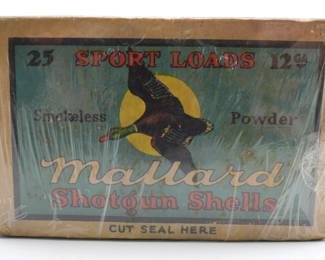 25 SPORT LOADS 12 GA
Smokeless Powder
Mallard
Shotgun Shells
CUT SEAL HERE